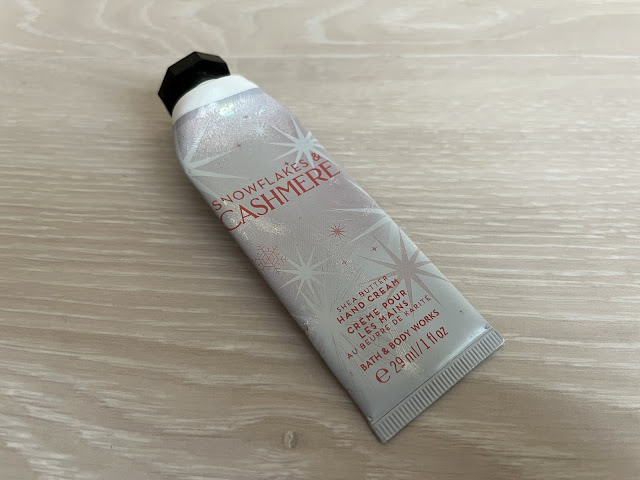 SNOWFLAKES &
CASHMERE
SHEA BUTTER
HAND CREAM
CRÈME POUR
LES MAINS
AU BEURRE DE KARITÉ
BATH & BODY WORKS
℮ 29 ml/1 fl oz